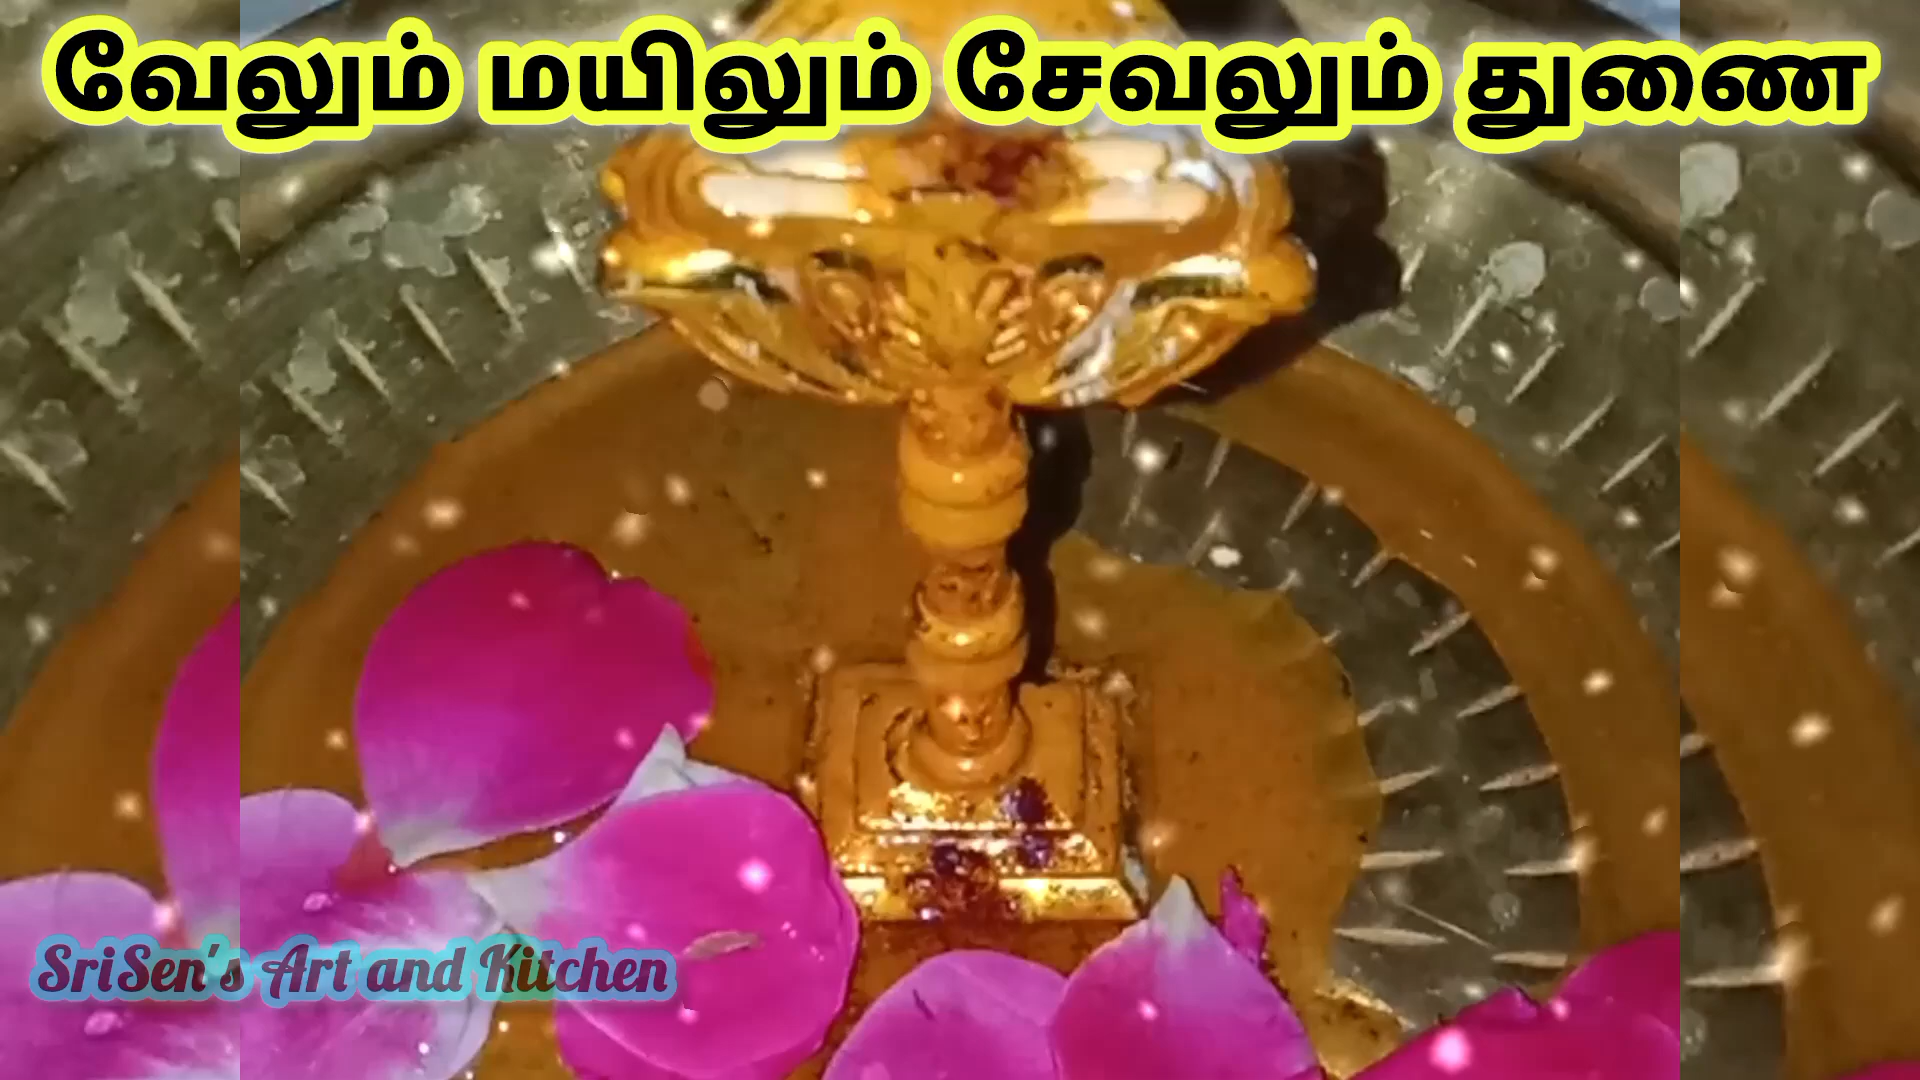 வேலும் மயிலும் சேவலும் துணை
SriSen's Art and Kitchen